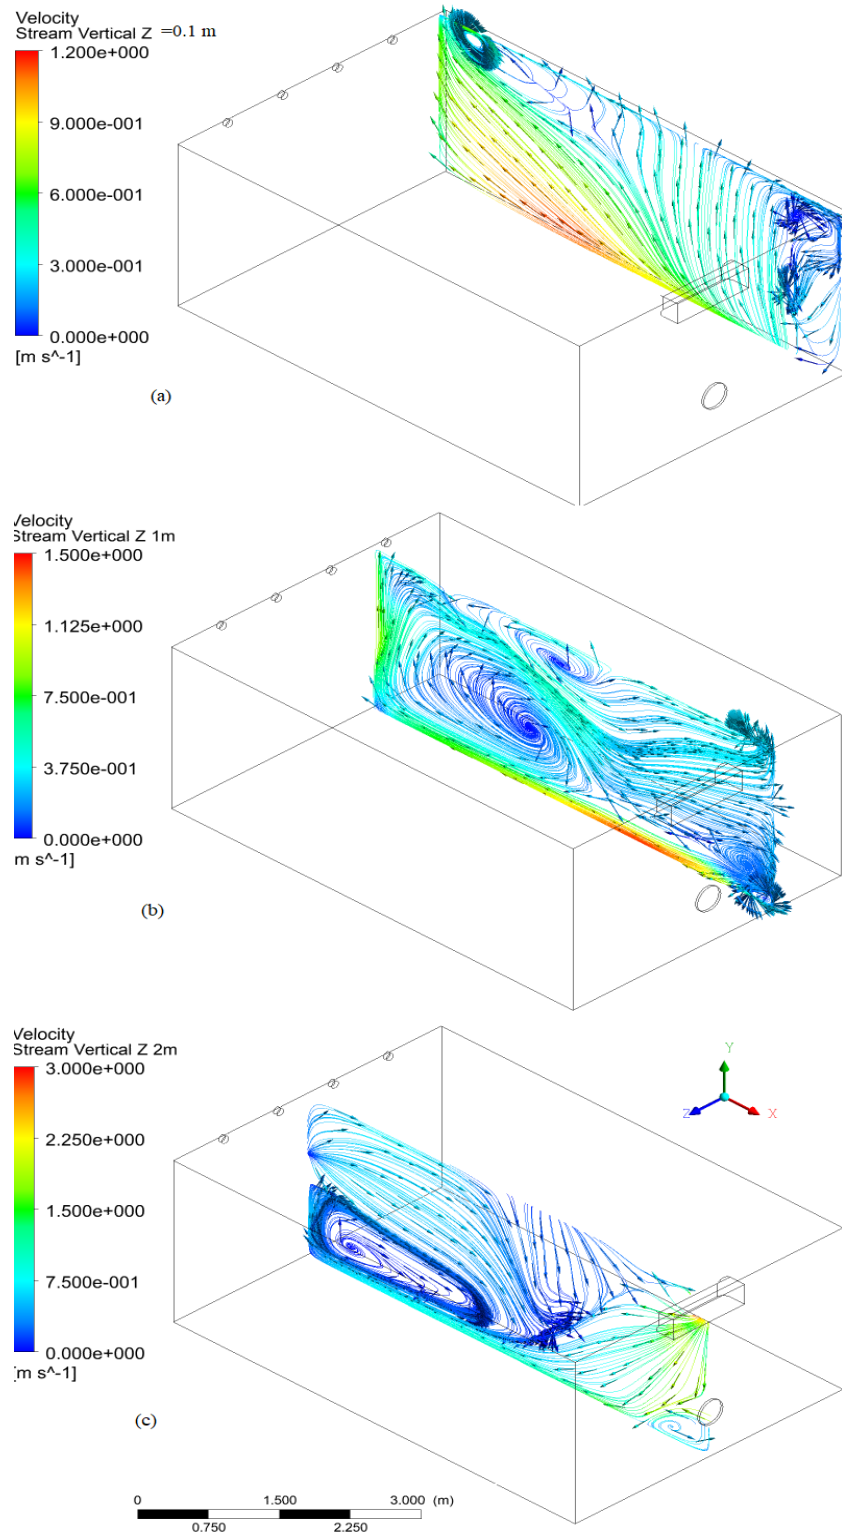 Velocity
Stream Vertical Z =0.1 m
1.200e+000
9.000e-001
6.000e-001
3.000e-001
0.000e+000
[m s^-1]
(a)
Velocity
Stream Vertical Z 1m
1.500e+000
1.125e+000
7.500e-001
3.750e-001
0.000e+000
m s^-1]
(b)
Velocity
Stream Vertical Z 2m
3.000e+000
2.250e+000
1.500e+000
7.500e-001
0.000e+000
[m s^-1]
Y
Z X
(c)
0 1.500 3.000 (m)
0.750 2.250